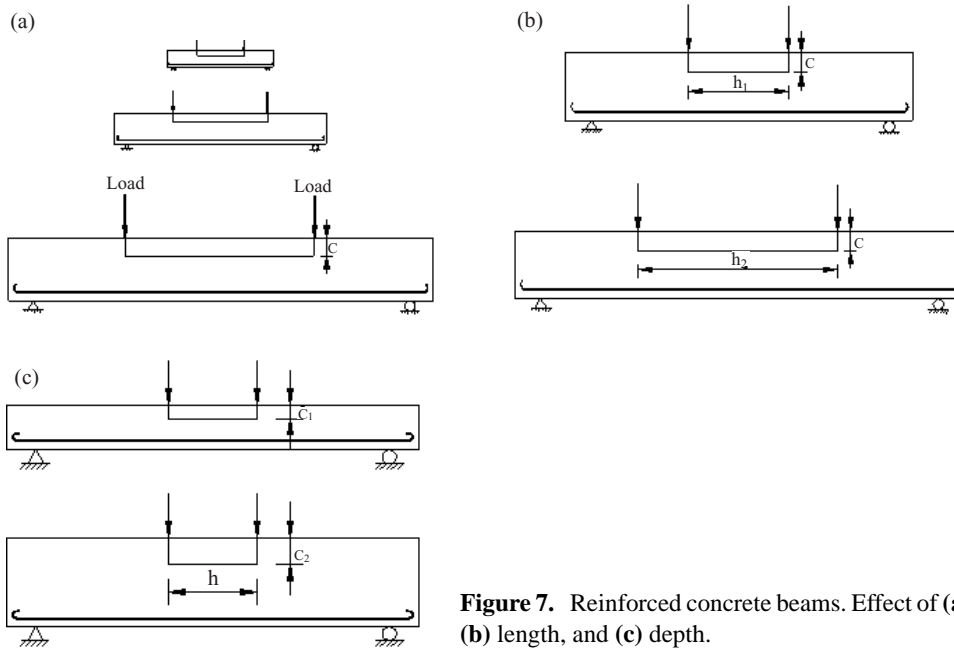 (a)
(b)
C
h₁
Load Load
C
C
h₂
(c)
C₁
C₂
h
Figure 7. Reinforced concrete beams. Effect of (a
(b) length, and (c) depth.